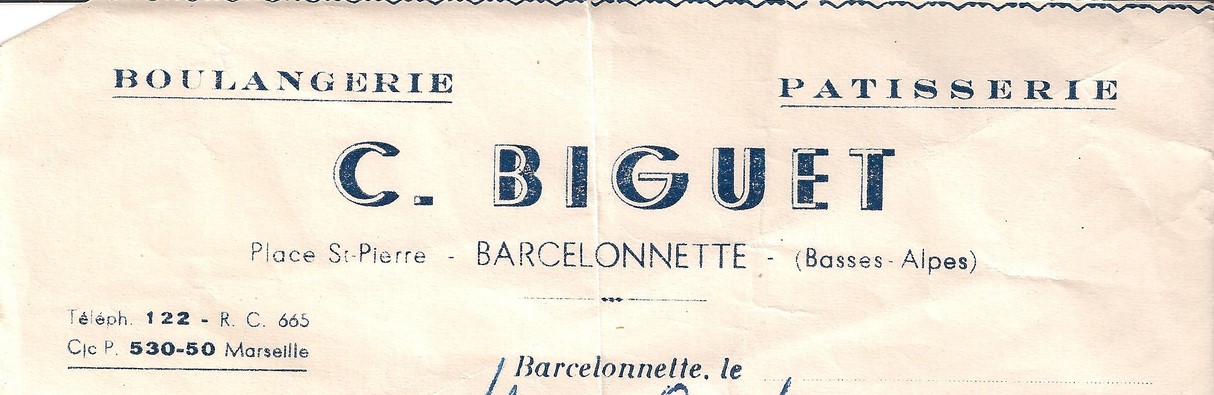 BOULANGERIE PATISSERIE
C. BIGUET
Place St-Pierre - BARCELONNETTE - (Basses-Alpes)
Téléph. 122 - R. C. 665
C/c P. 530-50 Marseille
Barcelonnette, le